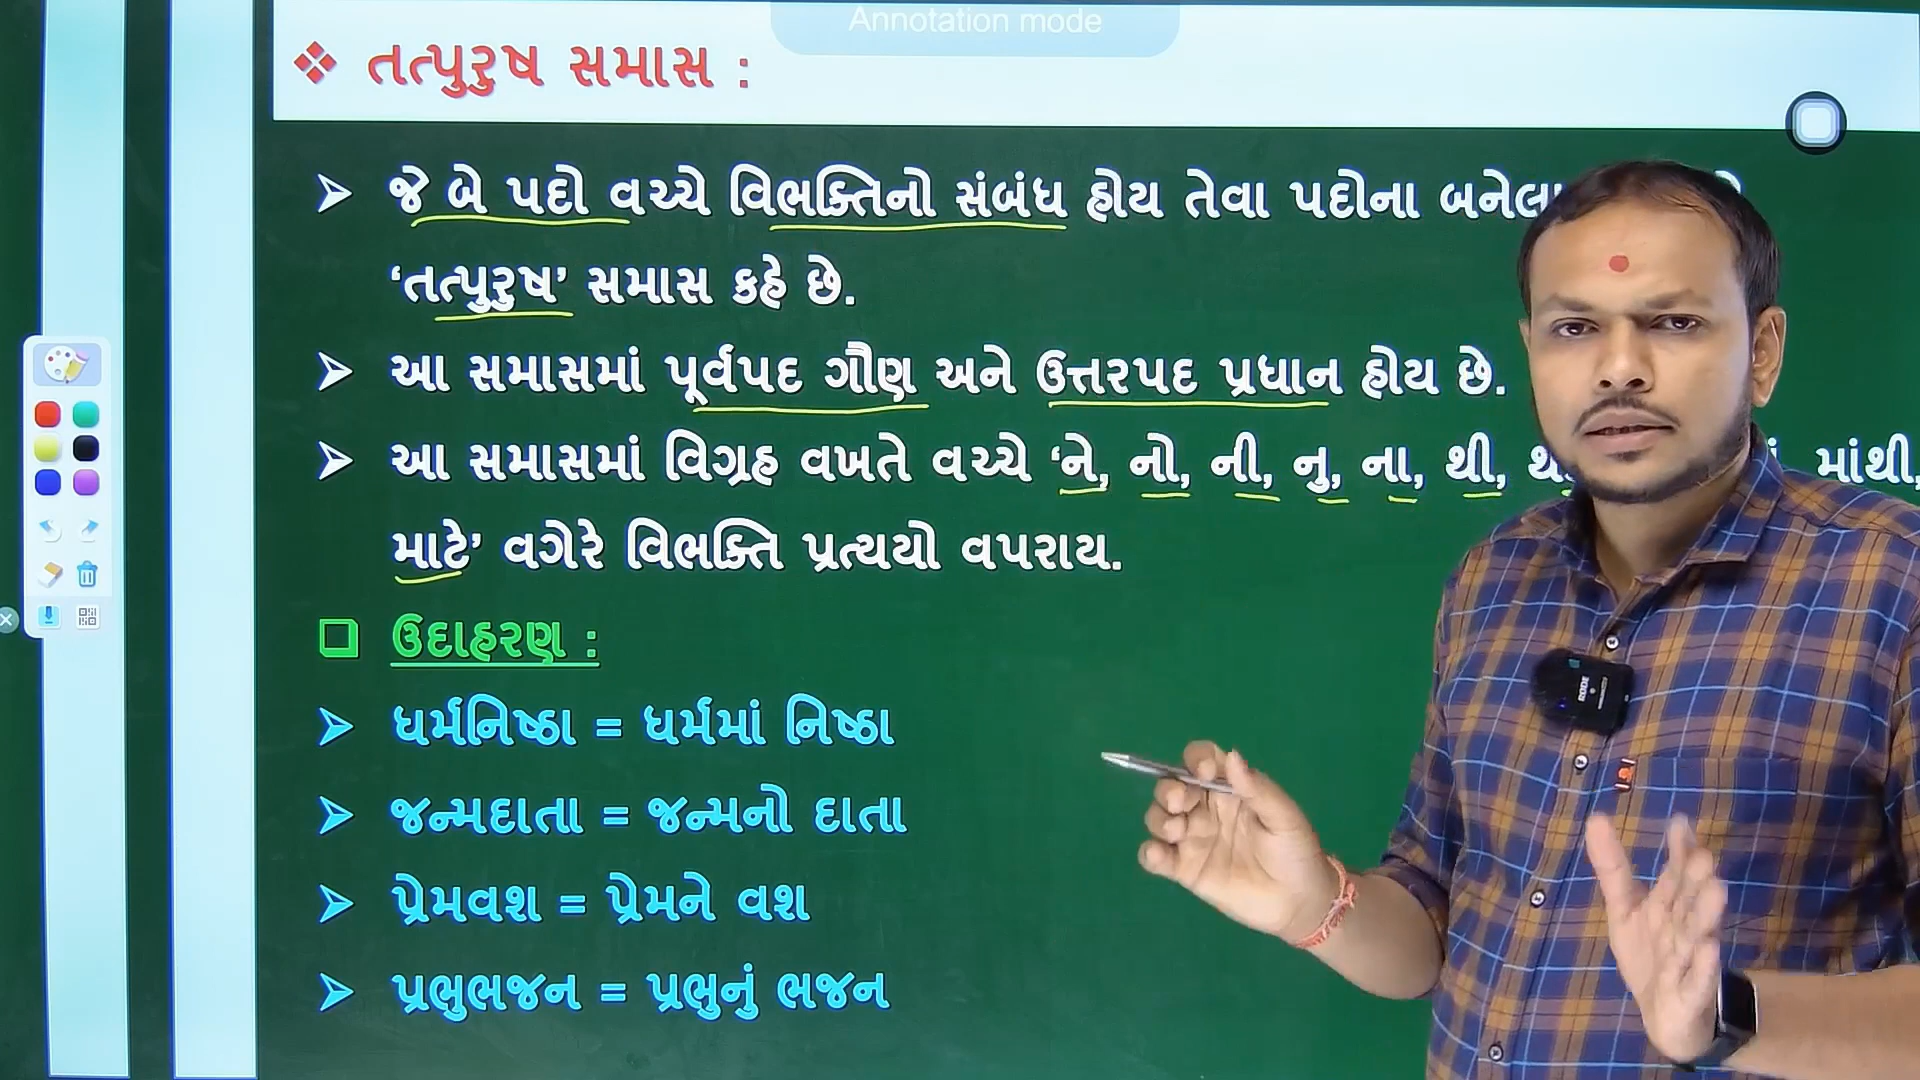 Annotation mode
❖ તત્પુરુષ સમાસ :
➢ જે બે પદો વચ્ચે વિભક્તિનો સંબંધ હોય તેવા પદોના
‘તત્પુરુષ’ સમાસ કહે છે.
➢ આ સમાસમાં પૂર્વપદ ગૌણ અને ઉત્તરપદ પ્રધાન હોય છે.
➢ આ સમાસમાં વિગ્રહ વખતે વચ્ચે ‘ને, નો, ની, નુ, ના, થી, માંથી,
માટે’ વગેરે વિભક્તિ પ્રત્યયો વપરાય.
❑ ઉદાહરણ :
➢ ધર્મનિષ્ઠા = ધર્મમાં નિષ્ઠા
➢ જન્મદાતા = જન્મનો દાતા
➢ પ્રેમવશ = પ્રેમને વશ
➢ પ્રભુભજન = પ્રભુનું ભજન
RODE